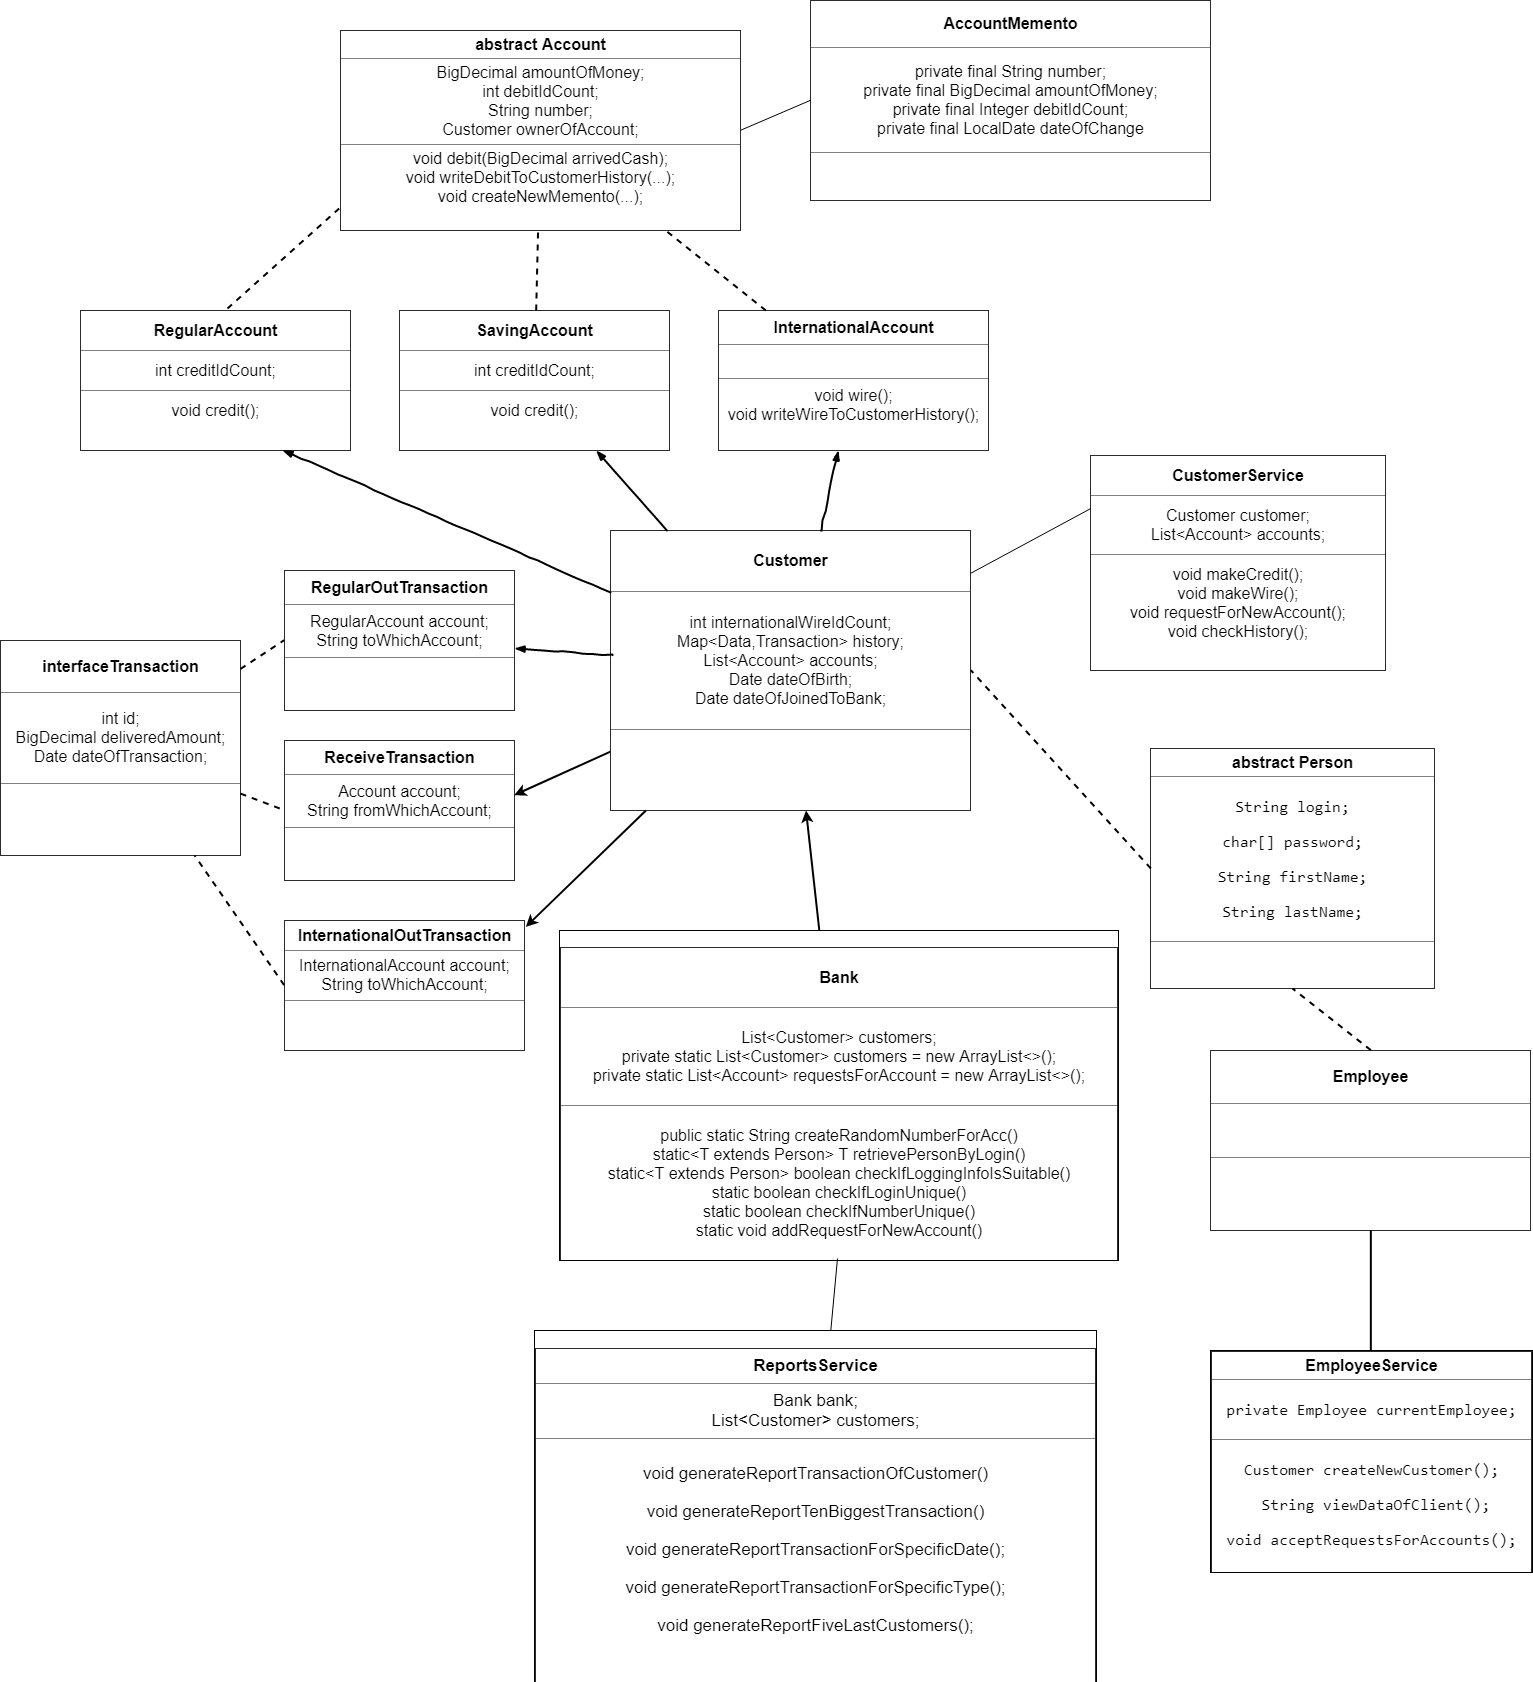 abstract Account
BigDecimal amountOfMoney;
int debitIdCount;
String number;
Customer ownerOfAccount;
void debit(BigDecimal arrivedCash);
void writeDebitToCustomerHistory(...);
void createNewMemento(...);
AccountMemento
private final String number;
private final BigDecimal amountOfMoney;
private final Integer debitIdCount;
private final LocalDate dateOfChange
RegularAccount
int creditIdCount;
void credit();
SavingAccount
int creditIdCount;
void credit();
InternationalAccount
void wire();
void writeWireToCustomerHistory();
CustomerService
Customer customer;
List<Account> accounts;
void makeCredit();
void makeWire();
void requestForNewAccount();
void checkHistory();
Customer
int internationalWireIdCount;
Map<Data,Transaction> history;
List<Account> accounts;
Date dateOfBirth;
Date dateOfJoinedToBank;
RegularOutTransaction
RegularAccount account;
String toWhichAccount;
interfaceTransaction
int id;
BigDecimal deliveredAmount;
Date dateOfTransaction;
ReceiveTransaction
Account account;
String fromWhichAccount;
InternationalOutTransaction
InternationalAccount account;
String toWhichAccount;
abstract Person
String login;
char[] password;
String firstName;
String lastName;
Bank
List<Customer> customers;
private static List<Customer> customers = new ArrayList<>();
private static List<Account> requestsForAccount = new ArrayList<>();
public static String createRandomNumberForAcc()
static<T extends Person> T retrievePersonByLogin()
static<T extends Person> boolean checkIfLoggingInfoIsSuitable()
static boolean checkIfLoginUnique()
static boolean checkIfNumberUnique()
static void addRequestForNewAccount()
Employee
ReportsService
Bank bank;
List<Customer> customers;
void generateReportTransactionOfCustomer()
void generateReportTenBiggestTransaction()
void generateReportTransactionForSpecificDate();
void generateReportTransactionForSpecificType();
void generateReportFiveLastCustomers();
EmployeeService
private Employee currentEmployee;
Customer createNewCustomer();
String viewDataOfClient();
void acceptRequestsForAccounts();